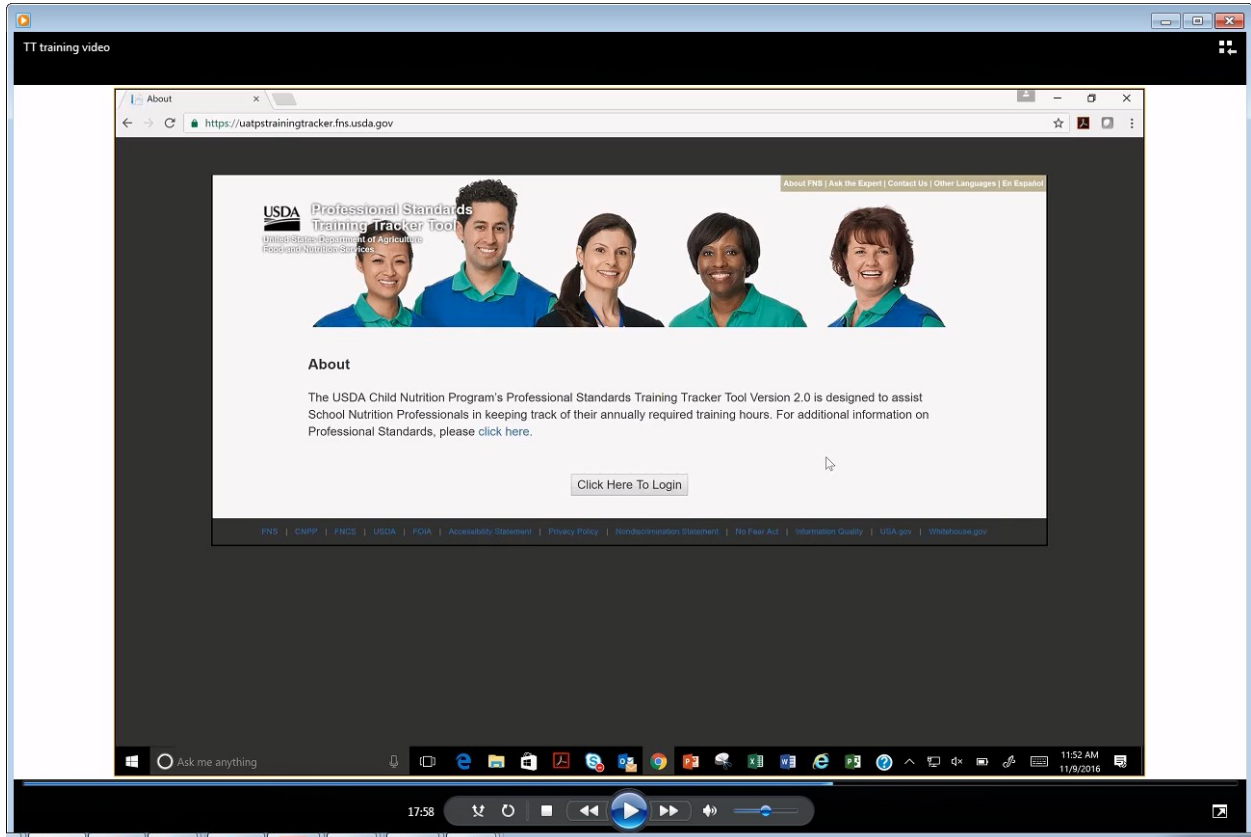 TT training video
About
https://uatpstrainingtracker.fns.usda.gov
About FNS | Ask the Expert | Contact Us | Other Languages | En Español
USDA
Professional Standards
Training Tracker Tool
United States Department of Agriculture
Food and Nutrition Services
About
The USDA Child Nutrition Program's Professional Standards Training Tracker Tool Version 2.0 is designed to assist
School Nutrition Professionals in keeping track of their annually required training hours. For additional information on
Professional Standards, please click here.
Click Here To Login
FNS | CNPP | FNCS | USDA | FOIA | Accessibility Statement | Privacy Policy | Nondiscrimination Statement | No Fear Act | Information Quality | USA.gov | Whitehouse.gov
Ask me anything
11:52 AM
11/9/2016
17:58